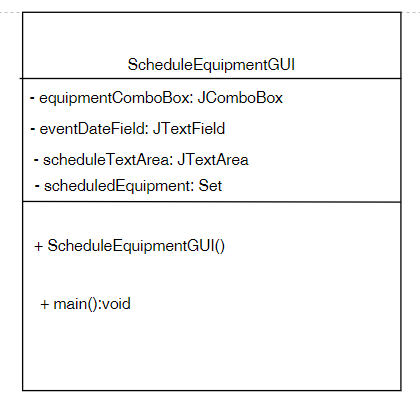 ScheduleEquipmentGUI
- equipmentComboBox: JComboBox
- eventDateField: JTextField
- scheduleTextArea: JTextArea
- scheduledEquipment: Set
+ ScheduleEquipmentGUI()
+ main():void